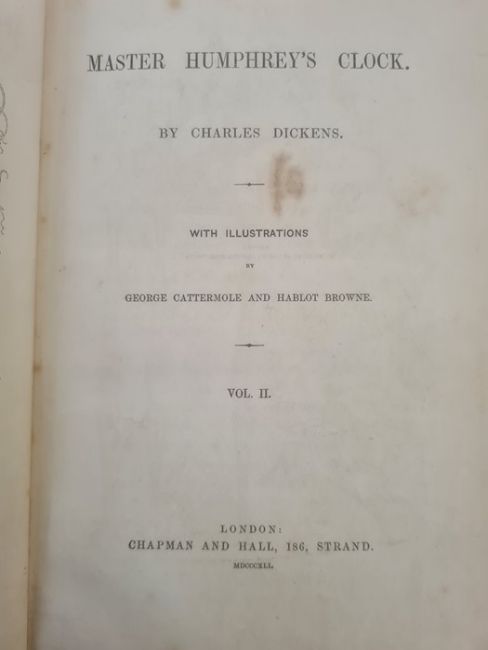 MASTER HUMPHREY'S CLOCK.
BY CHARLES DICKENS.
WITH ILLUSTRATIONS
BY
GEORGE CATTERMOLE AND HABLOT BROWNE.
VOL. II.
LONDON:
CHAPMAN AND HALL, 186, STRAND.
MDCCCXLI.